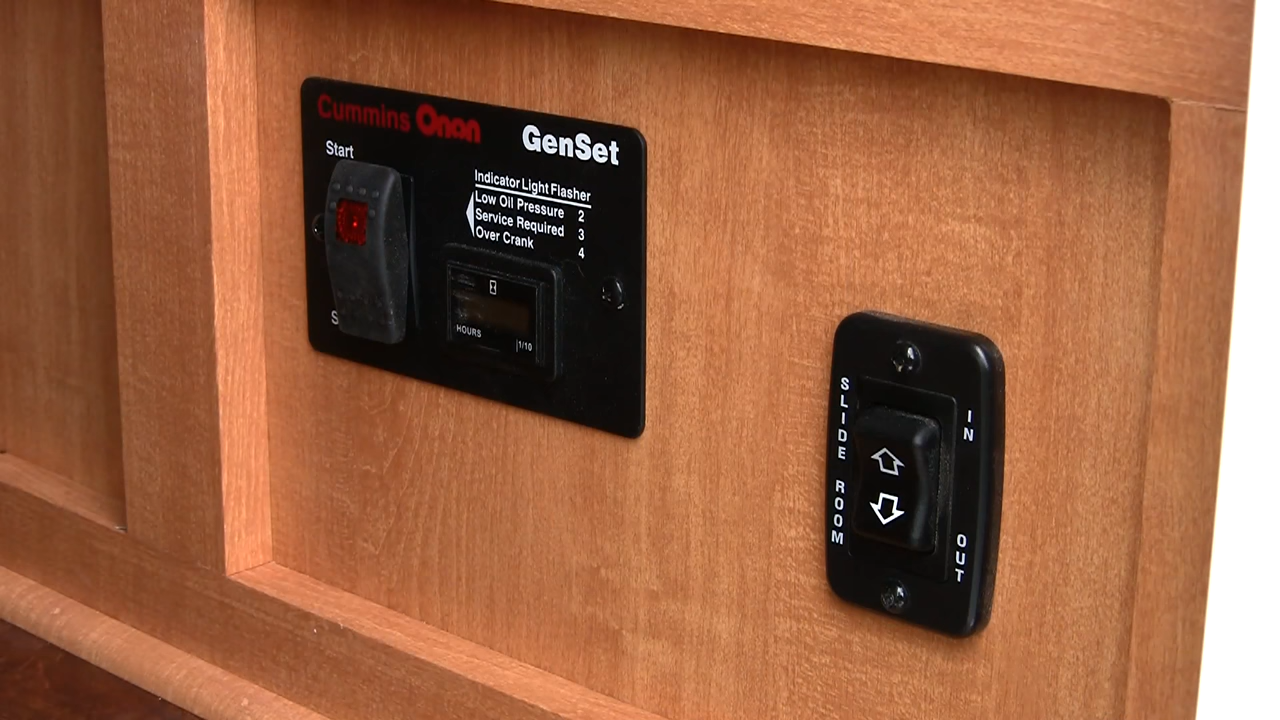 Cummins Onan
GenSet
Start
Indicator Light Flasher
Low Oil Pressure 2
Service Required 3
Over Crank 4
HOURS
1/10
S
SLIDE ROOM
IN
OUT